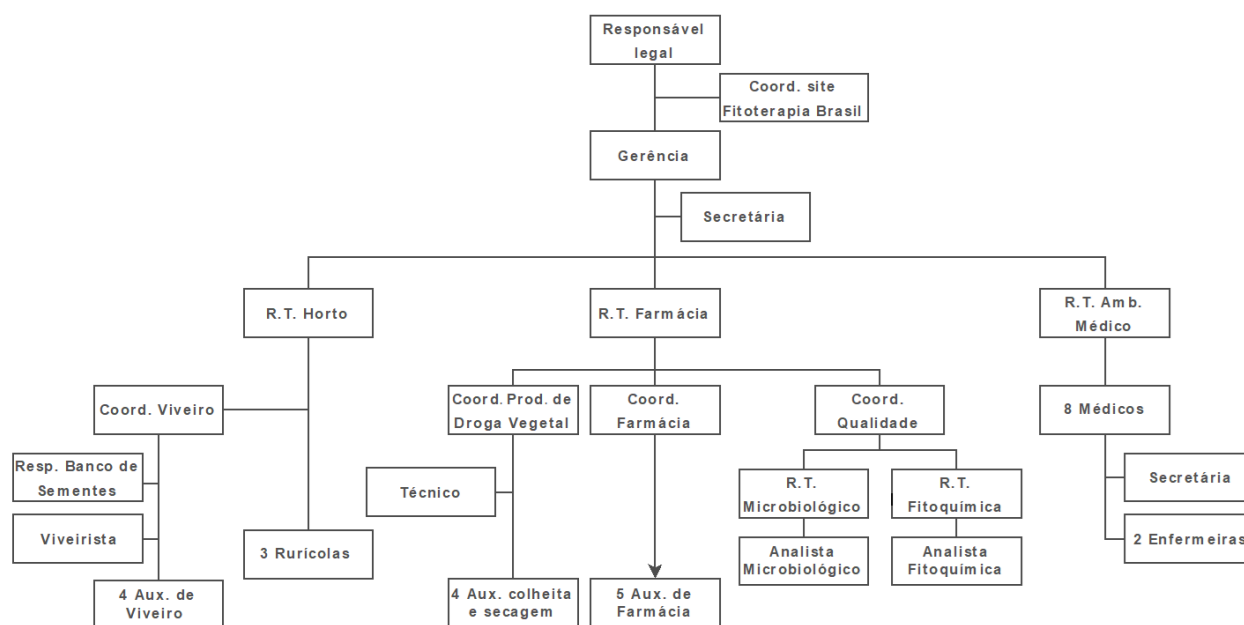 Responsável
legal
Coord. site
Fitoterapia Brasil
Gerência
Secretária
R.T. Horto
R.T. Farmácia
R.T. Amb.
Médico
Coord. Viveiro
Coord. Prod. de
Droga Vegetal
Coord.
Farmácia
Coord.
Qualidade
8 Médicos
Resp. Banco de
Sementes
Técnico
R.T.
Microbiológico
R.T.
Fitoquímica
Secretária
Viveirista
3 Rurícolas
Analista
Microbiológico
Analista
Fitoquímica
2 Enfermeiras
4 Aux. de
Viveiro
4 Aux. colheita
e secagem
5 Aux. de
Farmácia